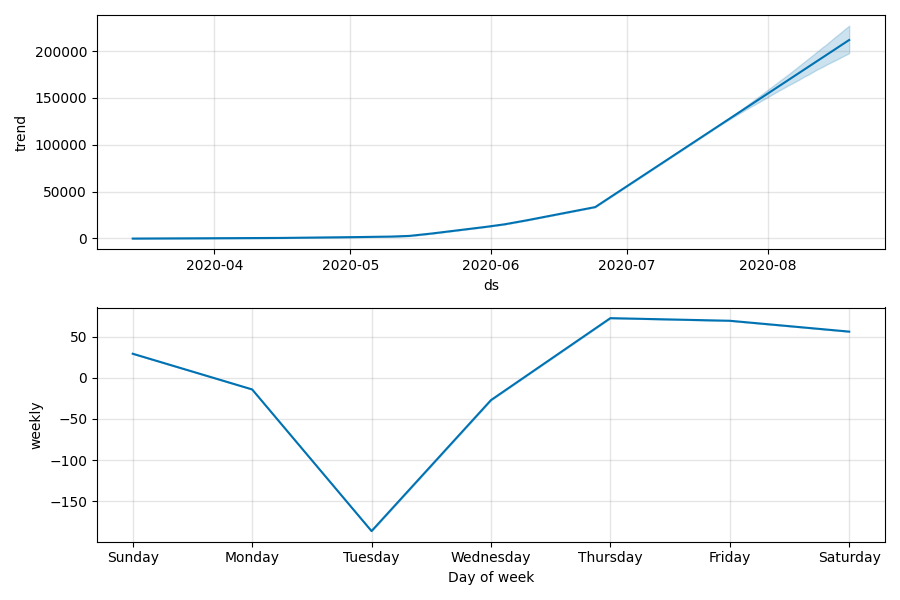 200000
150000
100000
50000
0
trend
2020-04 2020-05 2020-06 2020-07 2020-08
ds
50
0
−50
−100
−150
weekly
Sunday Monday Tuesday Wednesday Thursday Friday Saturday
Day of week